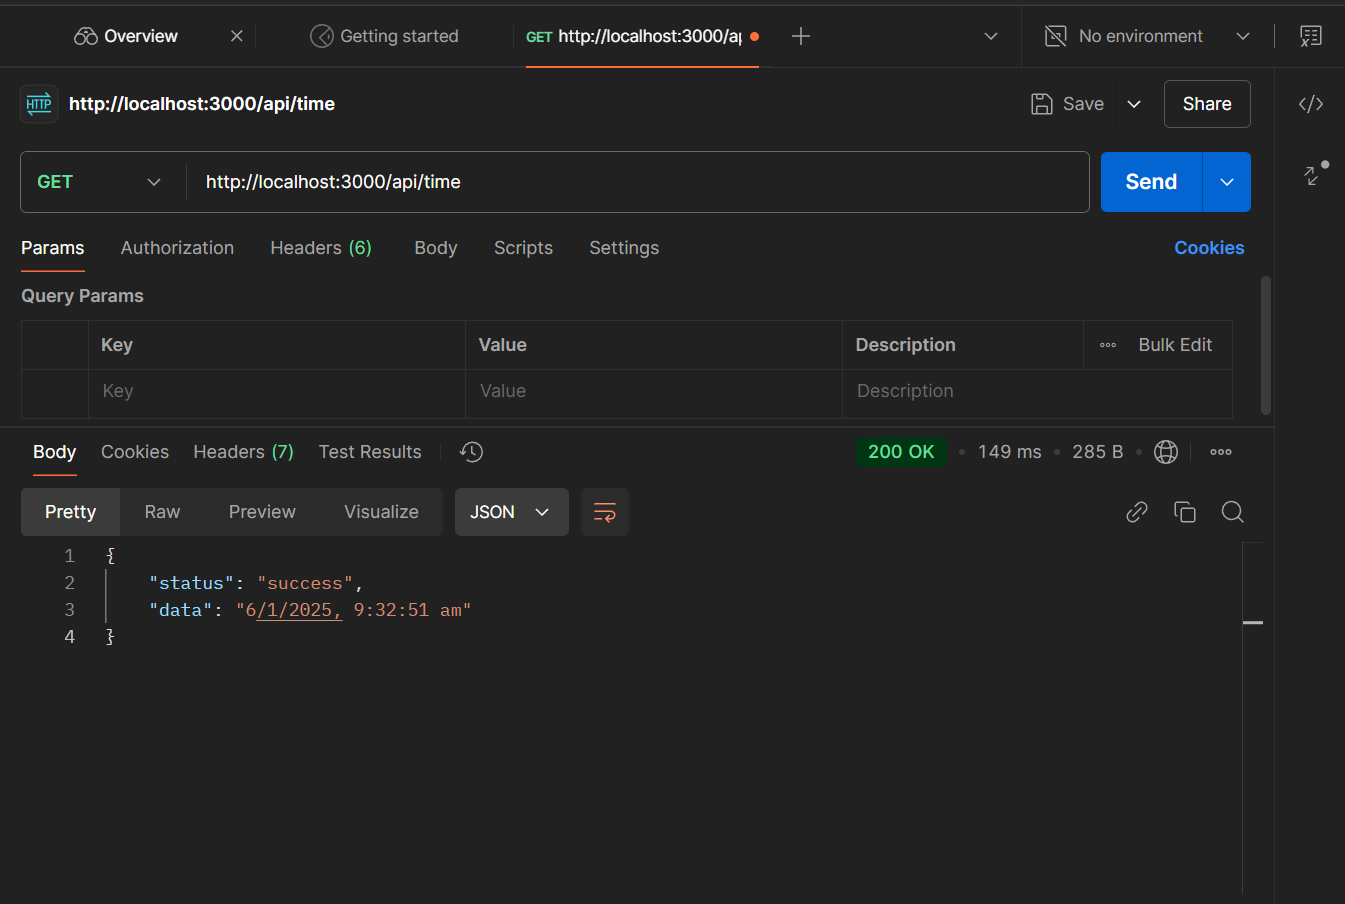 Overview
Getting started
GET http://localhost:3000/ap
No environment
HTTP http://localhost:3000/api/time
Save
Share
GET http://localhost:3000/api/time
Send
Params Authorization Headers (6) Body Scripts Settings Cookies
Query Params
Key Value Description Bulk Edit
Key Value Description
Body Cookies Headers (7) Test Results 200 OK 149 ms 285 B
Pretty Raw Preview Visualize JSON
1 {
2 "status": "success",
3 "data": "6/1/2025, 9:32:51 am"
4 }